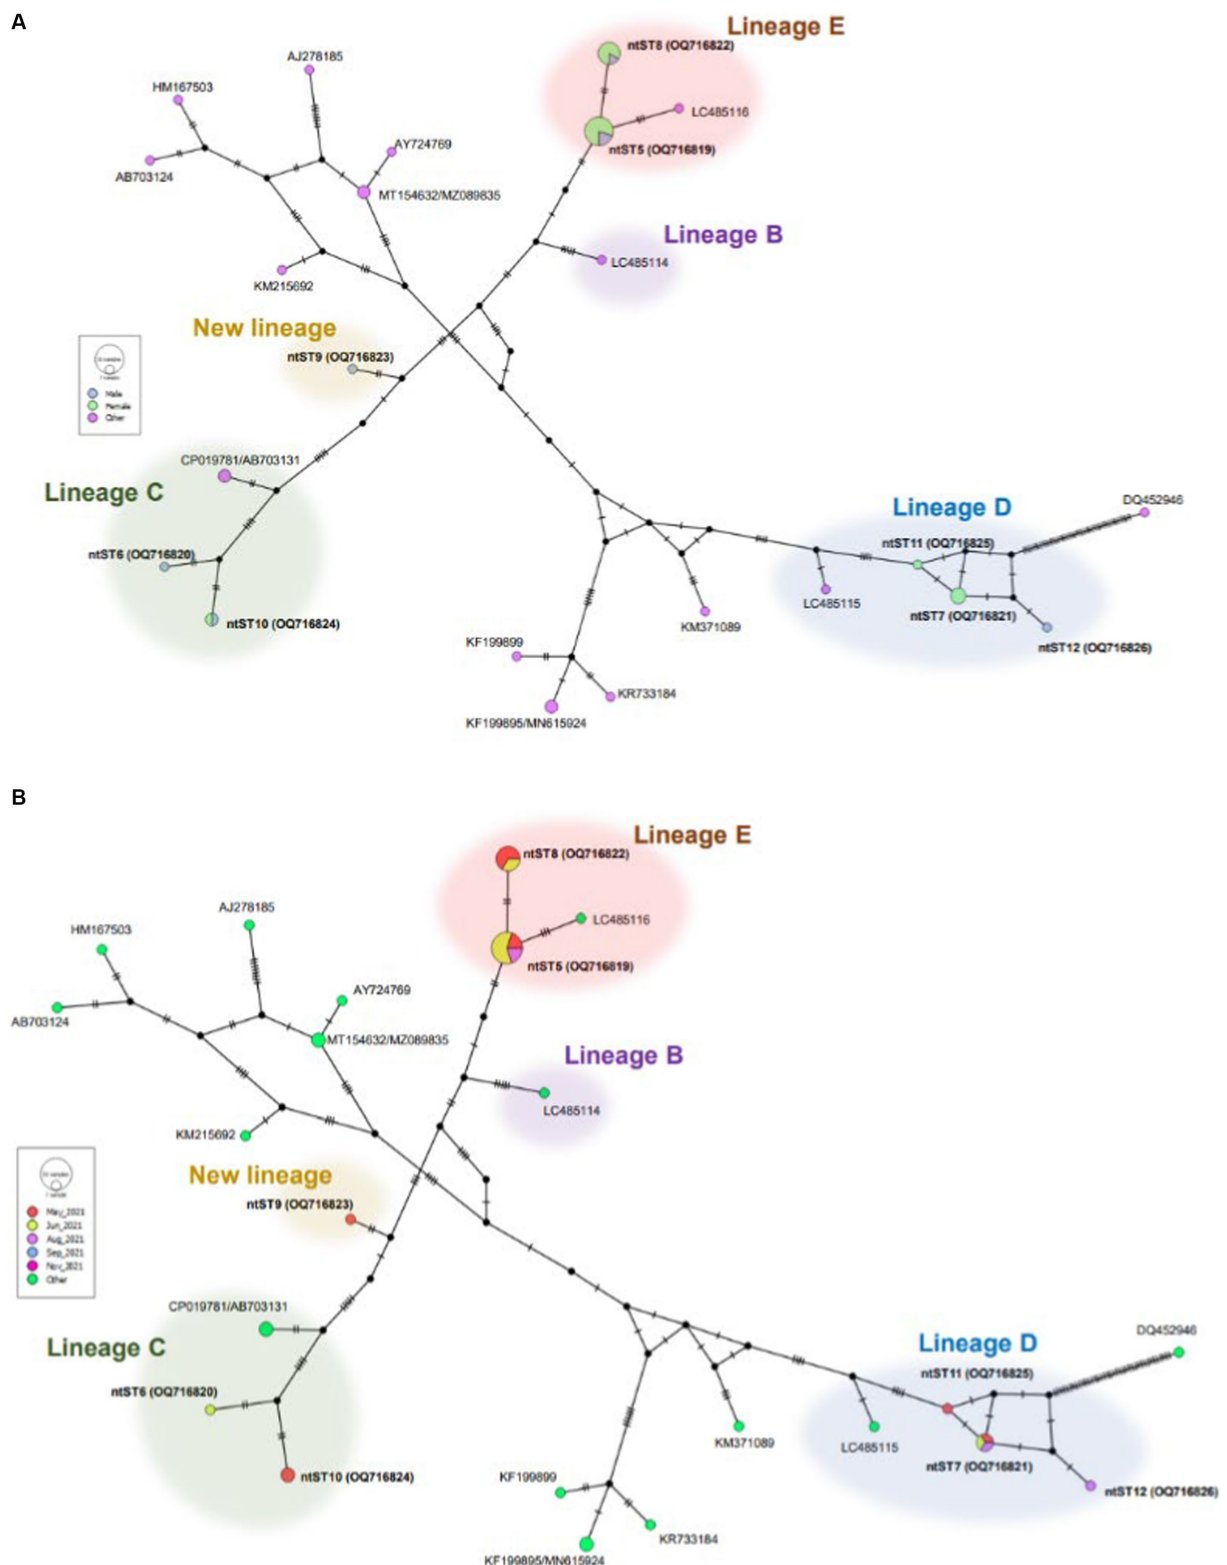 A
Lineage E
ntST8 (OQ716822)
AJ278185
HM167503
LC485116
AY724769
ntST5 (OQ716819)
AB703124
MT154632/MZ089835
Lineage B
LC485114
KM215692
New lineage
ntST9 (OQ716823)
Male
Female
Other
CP019781/AB703131
Lineage C
DQ452946
Lineage D
ntST11 (OQ716825)
ntST6 (OQ716820)
LC485115
ntST7 (OQ716821)
ntST10 (OQ716824)
KM371089
KF199899
ntST12 (OQ716826)
KR733184
KF199895/MN615924
B
Lineage E
ntST8 (OQ716822)
AJ278185
LC485116
HM167503
ntST5 (OQ716819)
AY724769
AB703124
MT154632/MZ089835
Lineage B
LC485114
KM215692
New lineage
ntST9 (OQ716823)
May_2021
Jun_2021
Aug_2021
Sep_2021
Nov_2021
Other
CP019781/AB703131
Lineage C
DQ452946
Lineage D
ntST11 (OQ716825)
ntST6 (OQ716820)
KM371089
LC485115
ntST7 (OQ716821)
ntST10 (OQ716824)
KF199899
ntST12 (OQ716826)
KR733184
KF199895/MN615924